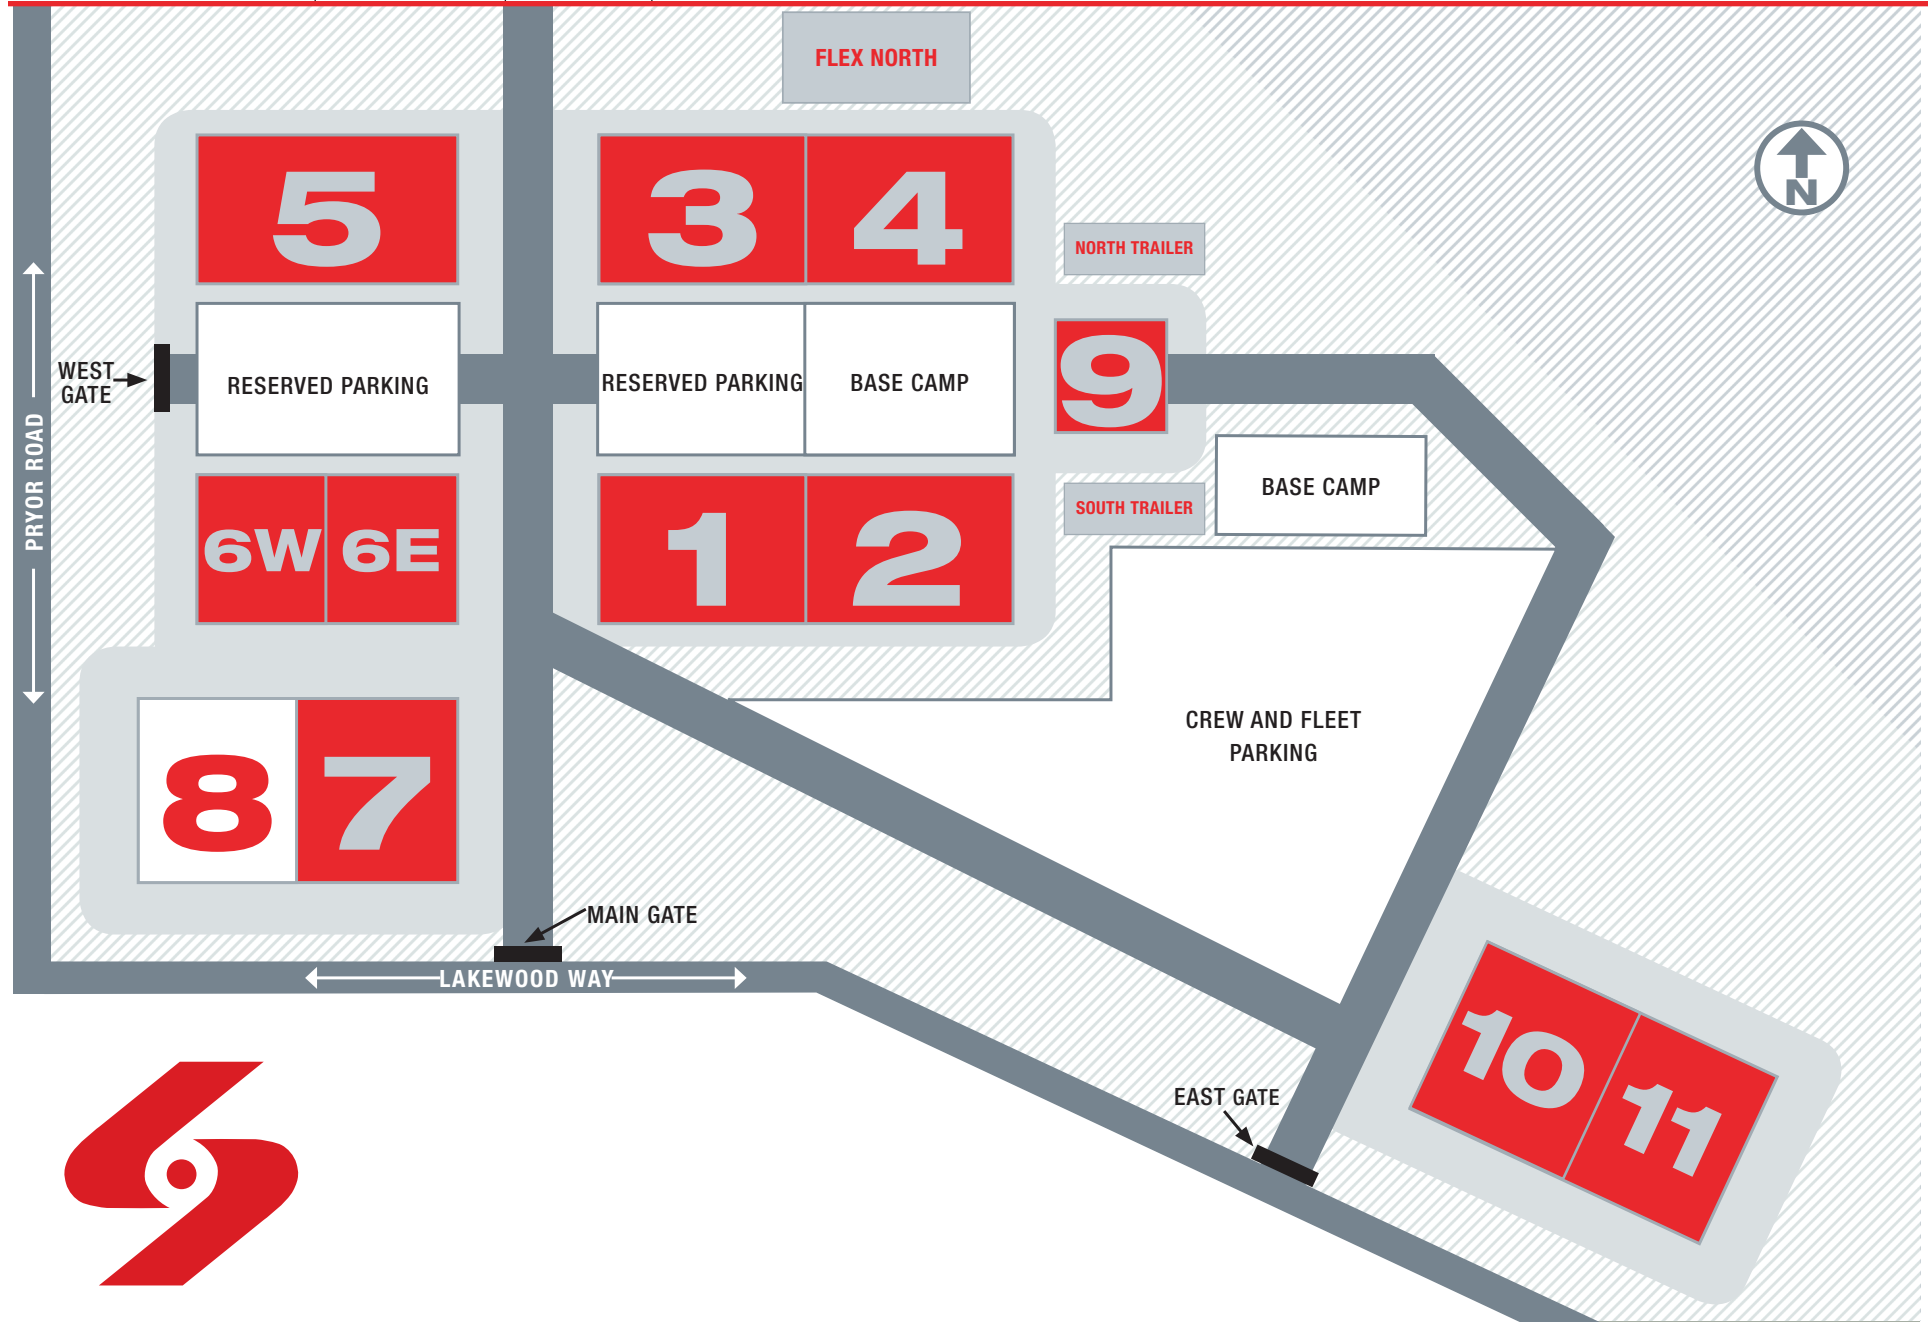 FLEX NORTH
5
3
4
N
NORTH TRAILER
WEST
GATE
RESERVED PARKING
RESERVED PARKING
BASE CAMP
9
PRYOR ROAD
BASE CAMP
SOUTH TRAILER
6W
6E
1
2
CREW AND FLEET
PARKING
8
7
MAIN GATE
LAKEWOOD WAY
10
11
EAST GATE